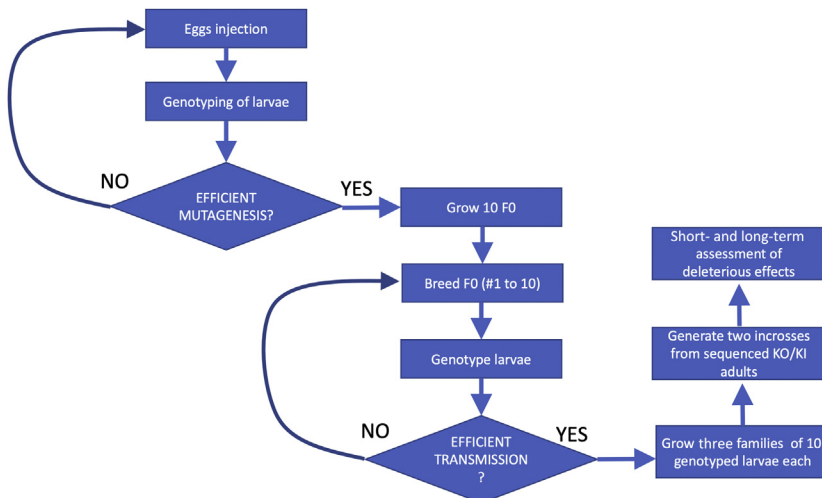 Eggs injection
Genotyping of larvae
NO
EFFICIENT
MUTAGENESIS?
YES
Grow 10 F0
Breed F0 (#1 to 10)
Genotype larvae
NO
EFFICIENT
TRANSMISSION
?
YES
Short- and long-term
assessment of
deleterious effects
Generate two incrosses
from sequenced KO/KI
adults
Grow three families of 10
genotyped larvae each